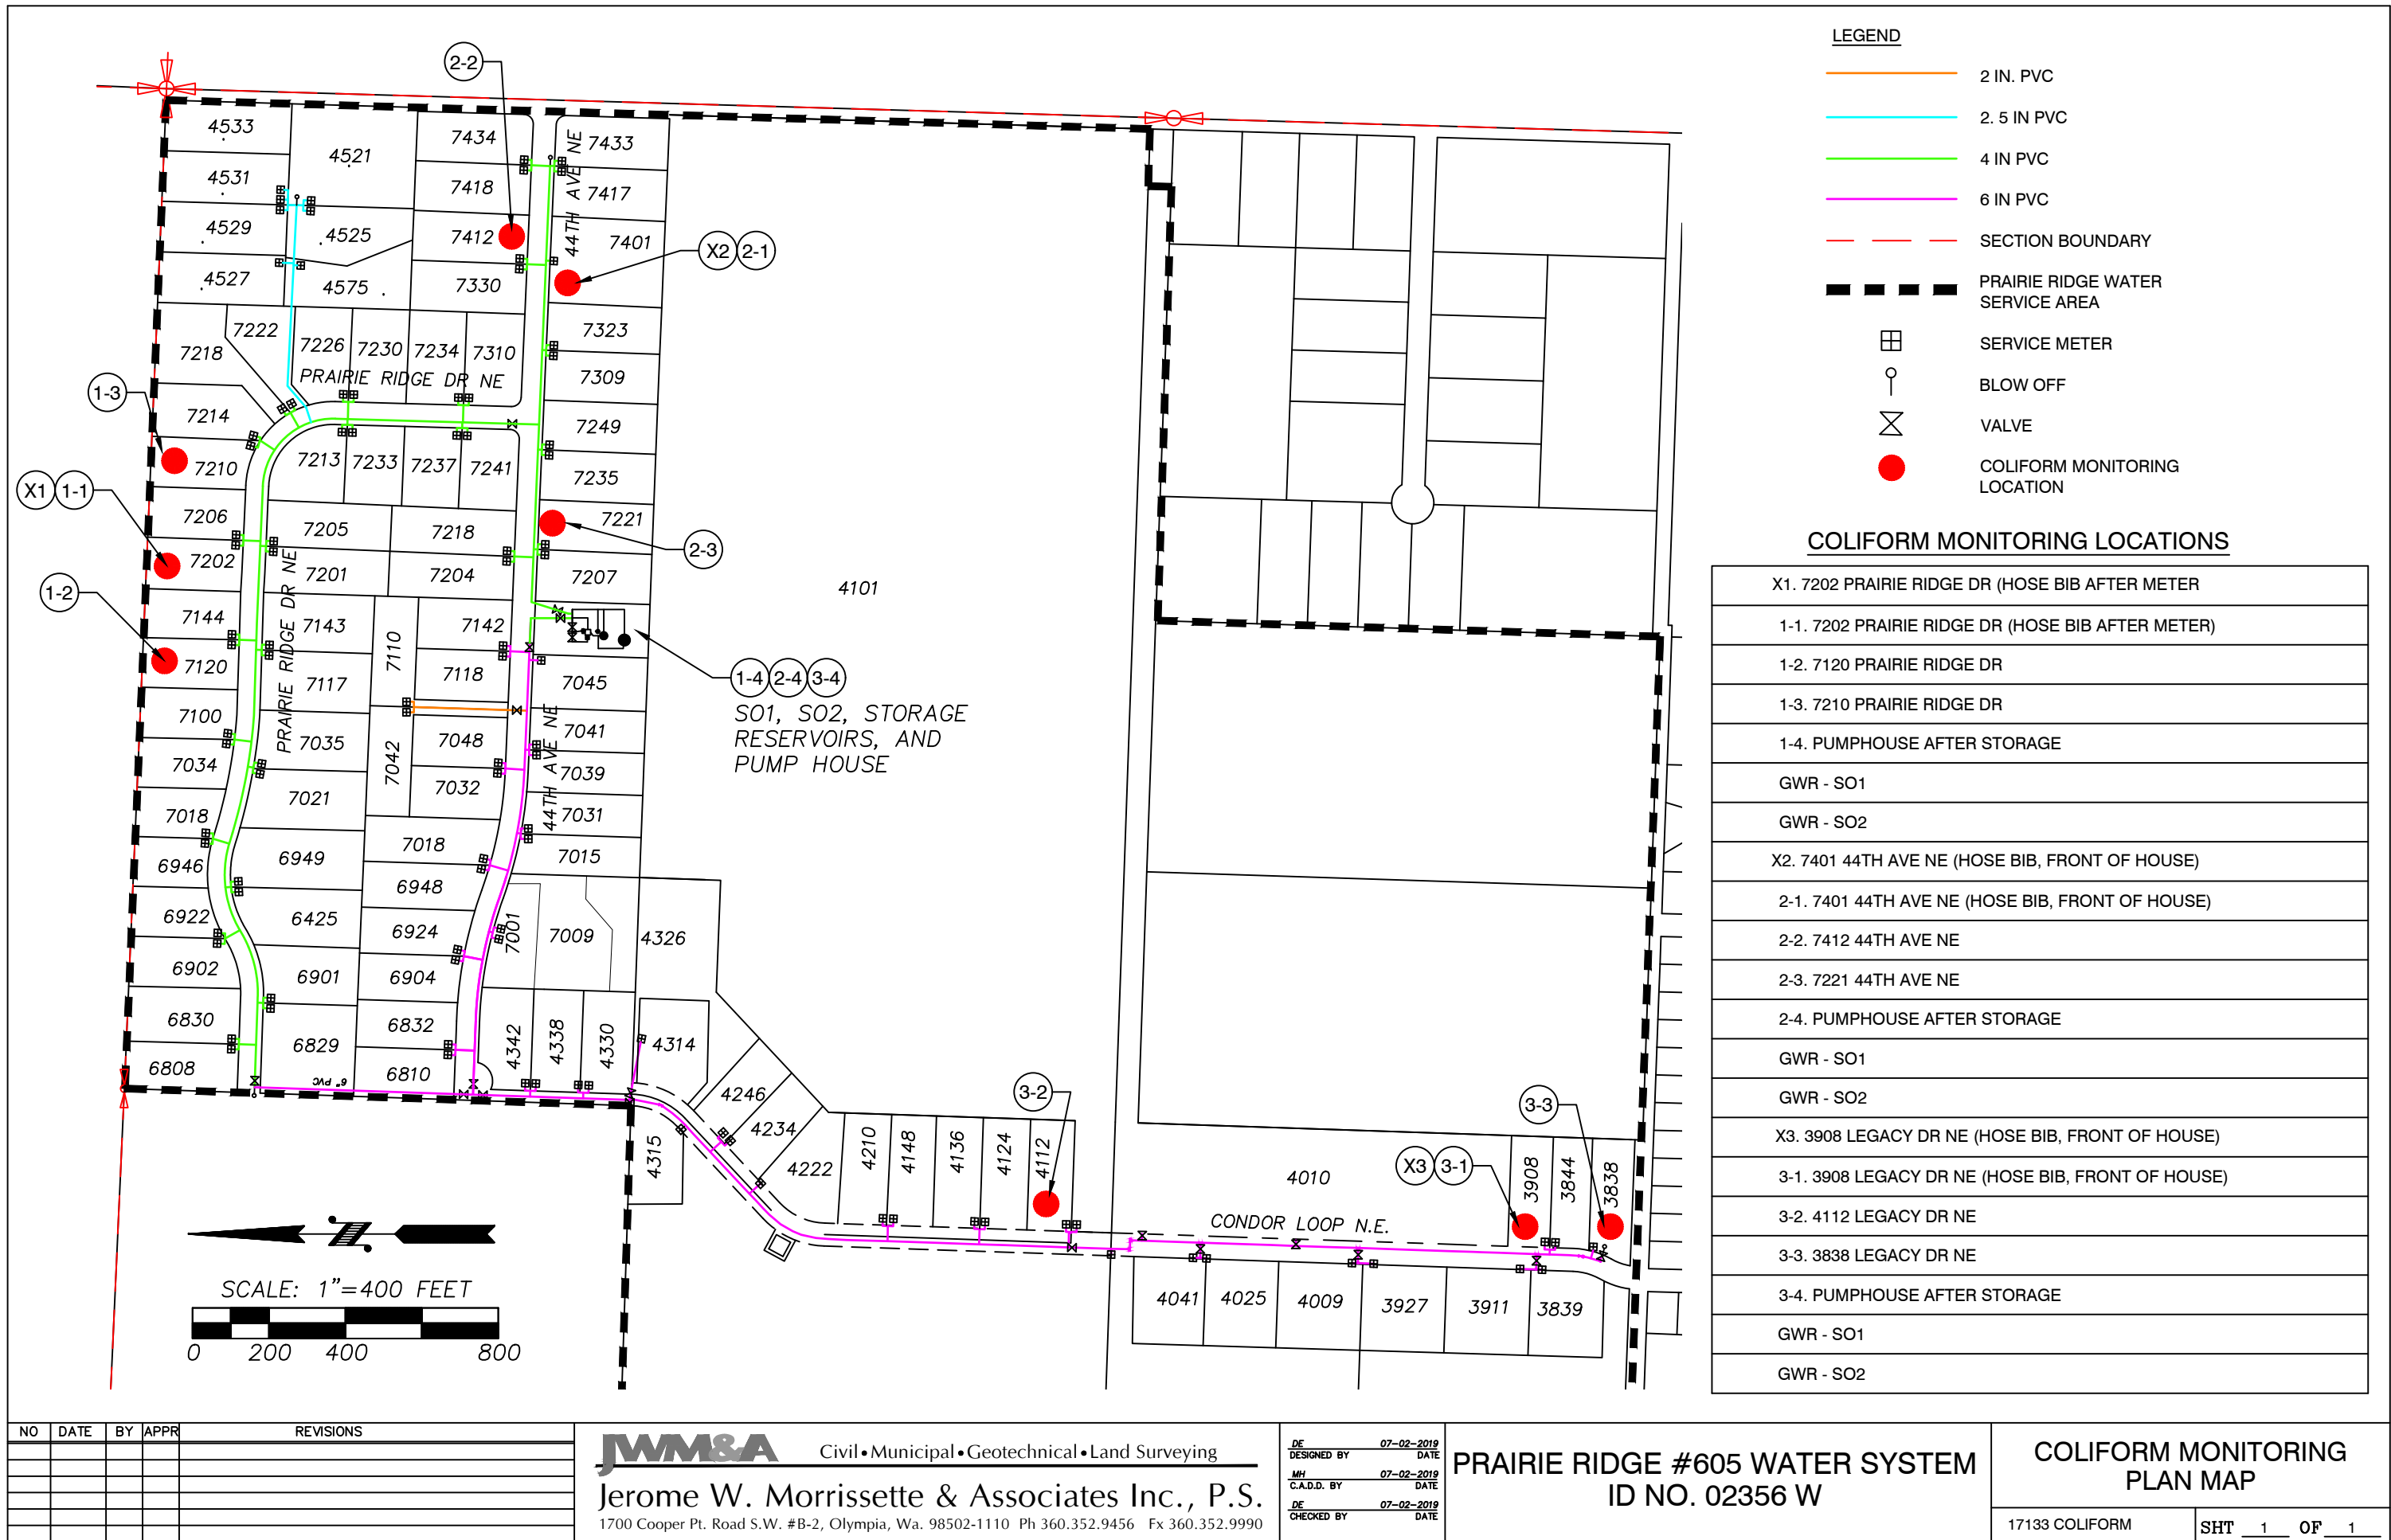 LEGEND
2 IN. PVC
2. 5 IN PVC
4 IN PVC
6 IN PVC
SECTION BOUNDARY
PRAIRIE RIDGE WATER
SERVICE AREA
SERVICE METER
BLOW OFF
VALVE
COLIFORM MONITORING
LOCATION
COLIFORM MONITORING LOCATIONS
X1. 7202 PRAIRIE RIDGE DR (HOSE BIB AFTER METER
1-1. 7202 PRAIRIE RIDGE DR (HOSE BIB AFTER METER)
1-2. 7120 PRAIRIE RIDGE DR
1-3. 7210 PRAIRIE RIDGE DR
1-4. PUMPHOUSE AFTER STORAGE
GWR - SO1
GWR - SO2
X2. 7401 44TH AVE NE (HOSE BIB, FRONT OF HOUSE)
2-1. 7401 44TH AVE NE (HOSE BIB, FRONT OF HOUSE)
2-2. 7412 44TH AVE NE
2-3. 7221 44TH AVE NE
2-4. PUMPHOUSE AFTER STORAGE
GWR - SO1
GWR - SO2
X3. 3908 LEGACY DR NE (HOSE BIB, FRONT OF HOUSE)
3-1. 3908 LEGACY DR NE (HOSE BIB, FRONT OF HOUSE)
3-2. 4112 LEGACY DR NE
3-3. 3838 LEGACY DR NE
3-4. PUMPHOUSE AFTER STORAGE
GWR - SO1
GWR - SO2
2-2
4533
4521
7434
7433
4531
7418
7417
4529
4525
7412
7401
44TH AVE NE
X2 2-1
4527
4575
7330
7222
7323
7218
7226 7230 7234 7310
PRAIRIE RIDGE DR NE
7309
1-3
7214
7249
7210
7213 7233 7237 7241
7235
X1 1-1
7206
7205
7218
7221
2-3
7202
7201
7204
7207
4101
1-2
7144
7143
7110
7142
PRAIRIE RIDGE DR NE
7120
7117
7118
7045
1-4 2-4 3-4
SO1, SO2, STORAGE
RESERVOIRS, AND
PUMP HOUSE
7100
7035
7042
7048
7041
44TH AVE NE
7034
7021
7032
7039
7018
7031
6946
6949
7018
7015
6948
6922
6425
6924
7001
7009
4326
6902
6901
6904
6830
6829
6832
4342
4338
4330
4314
6808
6" PVC
6810
4246
4234
4315
4222
4210
4148
4136
4124
4112
3-2
4010
X3 3-1
3908
3844
3838
3-3
CONDOR LOOP N.E.
4041
4025
4009
3927
3911
3839
SCALE: 1"=400 FEET
0 200 400 800
NO DATE BY APPR REVISIONS
JWM&A Civil•Municipal•Geotechnical•Land Surveying
Jerome W. Morrissette & Associates Inc., P.S.
1700 Cooper Pt. Road S.W. #B-2, Olympia, Wa. 98502-1110 Ph 360.352.9456 Fx 360.352.9990
DE 07-02-2019
DESIGNED BY DATE
MH 07-02-2019
C.A.D.D. BY DATE
DE 07-02-2019
CHECKED BY DATE
PRAIRIE RIDGE #605 WATER SYSTEM
ID NO. 02356 W
COLIFORM MONITORING
PLAN MAP
17133 COLIFORM
SHT 1 OF 1